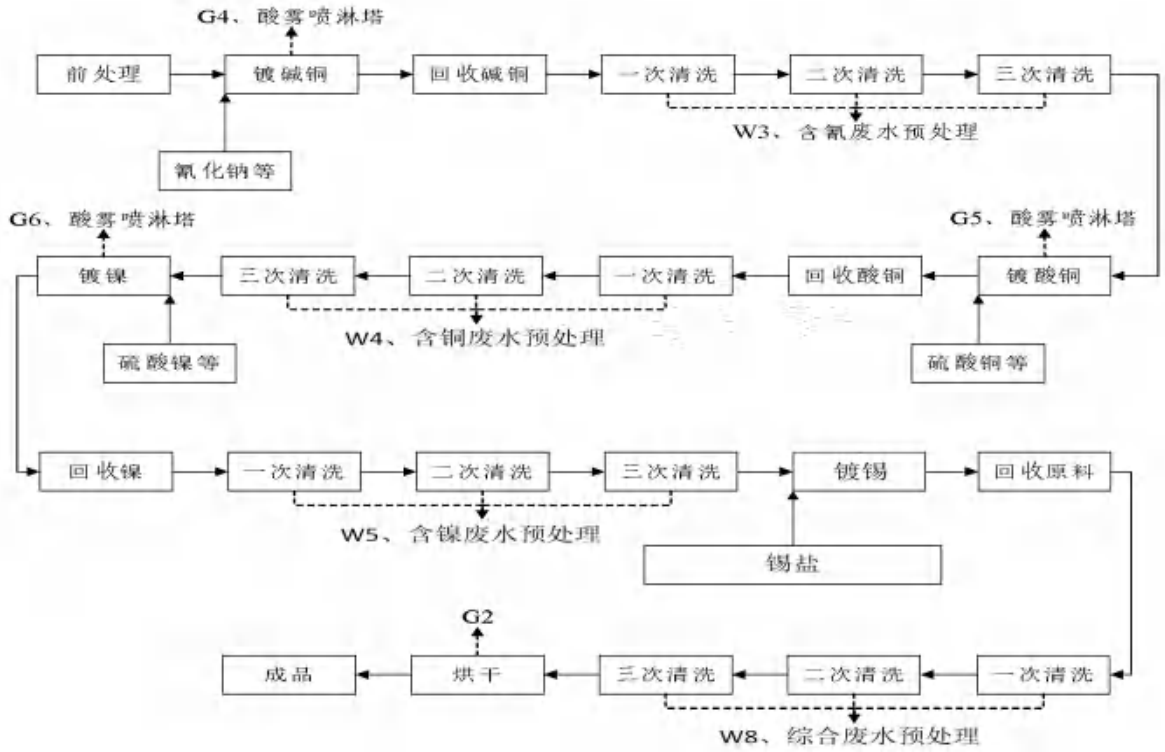 G4、酸雾喷淋塔
前处理 镀碱铜 回收碱铜 一次清洗 二次清洗 三次清洗
W3、含氰废水预处理
氰化钠等
G6、酸雾喷淋塔 G5、酸雾喷淋塔
镀镍 三次清洗 二次清洗 一次清洗 回收酸铜 镀酸铜
W4、含铜废水预处理
硫酸镍等 硫酸铜等
回收镍 一次清洗 二次清洗 三次清洗 镀锡 回收原料
W5、含镍废水预处理
锡盐
G2
成品 烘干 三次清洗 二次清洗 一次清洗
W8、综合废水预处理